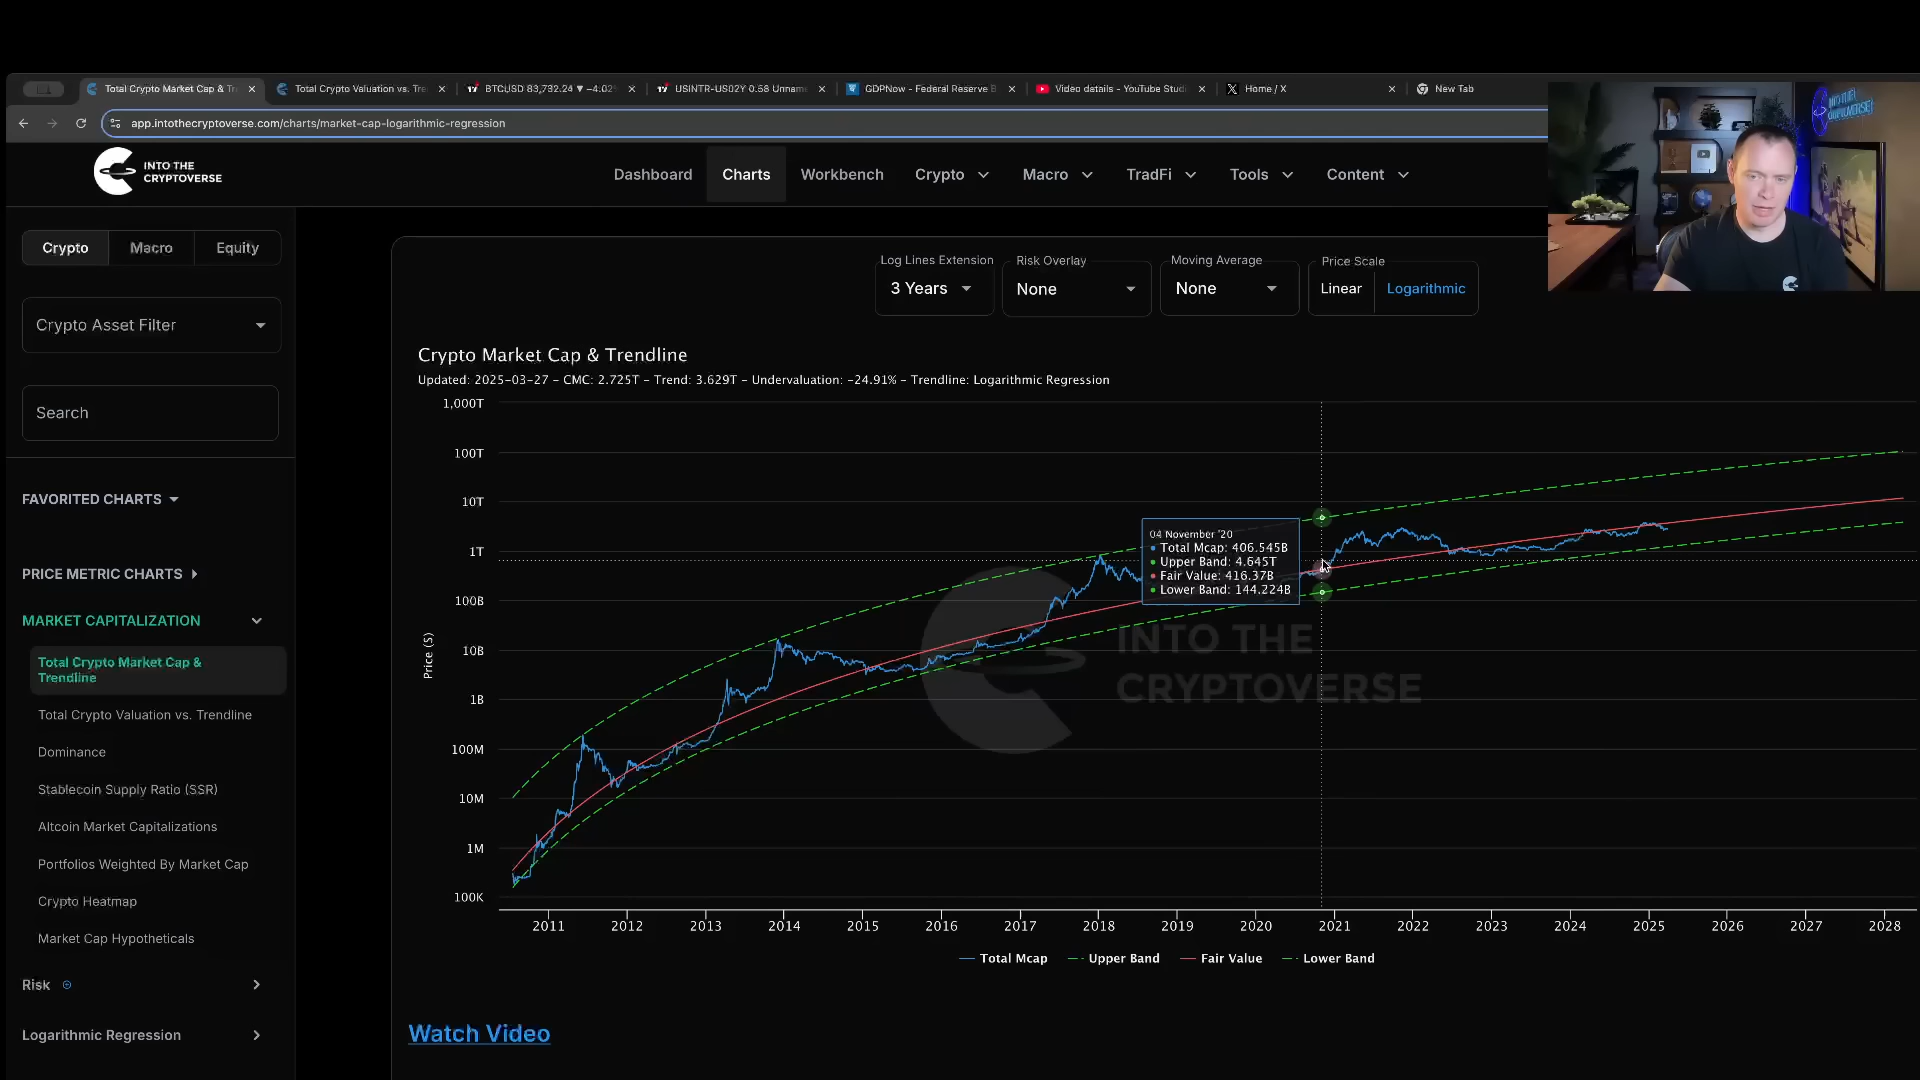 Total Crypto Market Cap & Tr
Total Crypto Valuation vs. Tre
BTCUSD 83,732.24 ▼ −4.02%
USINTR-US02Y 0.58 Unnam
GDPNow - Federal Reserve B
Video details - YouTube Stud
Home / X
New Tab
app.intothecryptoverse.com/charts/market-cap-logarithmic-regression
INTO THE
CRYPTOVERSE
Dashboard
Charts
Workbench
Crypto
Macro
TradFi
Tools
Content
Crypto
Macro
Equity
Crypto Asset Filter
Search
FAVORITED CHARTS
PRICE METRIC CHARTS
MARKET CAPITALIZATION
Total Crypto Market Cap &
Trendline
Total Crypto Valuation vs. Trendline
Dominance
Stablecoin Supply Ratio (SSR)
Altcoin Market Capitalizations
Portfolios Weighted By Market Cap
Crypto Heatmap
Market Cap Hypotheticals
Risk
Logarithmic Regression
Log Lines Extension
3 Years
Risk Overlay
None
Moving Average
None
Price Scale
Linear
Logarithmic
Crypto Market Cap & Trendline
Updated: 2025-03-27 - CMC: 2.725T - Trend: 3.629T - Undervaluation: -24.91% - Trendline: Logarithmic Regression
1,000T
100T
10T
1T
100B
10B
1B
100M
10M
1M
100K
Price ($)
04 November '20
Total Mcap: 406.545B
Upper Band: 4.645T
Fair Value: 416.37B
Lower Band: 144.224B
INTO THE
CRYPTOVERSE
2011 2012 2013 2014 2015 2016 2017 2018 2019 2020 2021 2022 2023 2024 2025 2026 2027 2028
Total Mcap Upper Band Fair Value Lower Band
Watch Video
INTO THE
CRYPTOVERSE